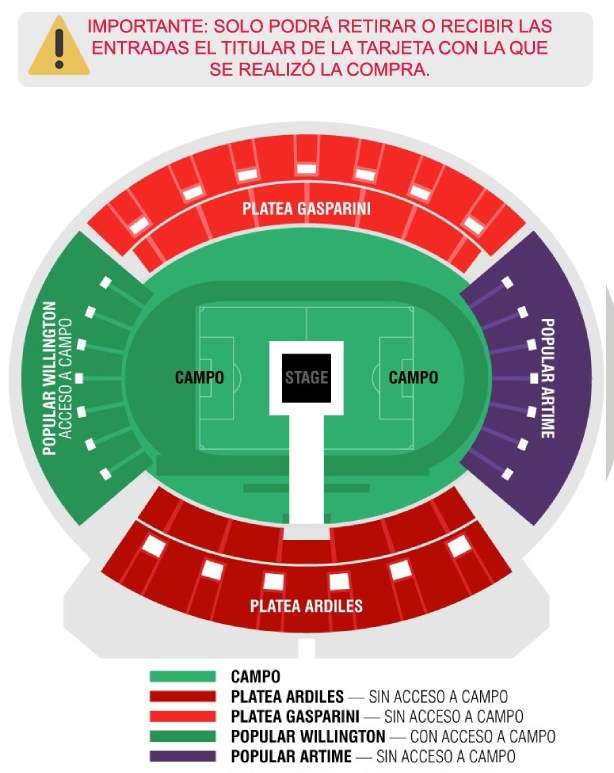 IMPORTANTE: SOLO PODRÁ RETIRAR O RECIBIR LAS
ENTRADAS EL TITULAR DE LA TARJETA CON LA QUE
SE REALIZÓ LA COMPRA.
PLATEA GASPARINI
POPULAR WILLINGTON
ACCESO A CAMPO
CAMPO
STAGE
CAMPO
POPULAR ARTIME
PLATEA ARDILES
CAMPO
PLATEA ARDILES — SIN ACCESO A CAMPO
PLATEA GASPARINI — SIN ACCESO A CAMPO
POPULAR WILLINGTON — CON ACCESO A CAMPO
POPULAR ARTIME — SIN ACCESO A CAMPO